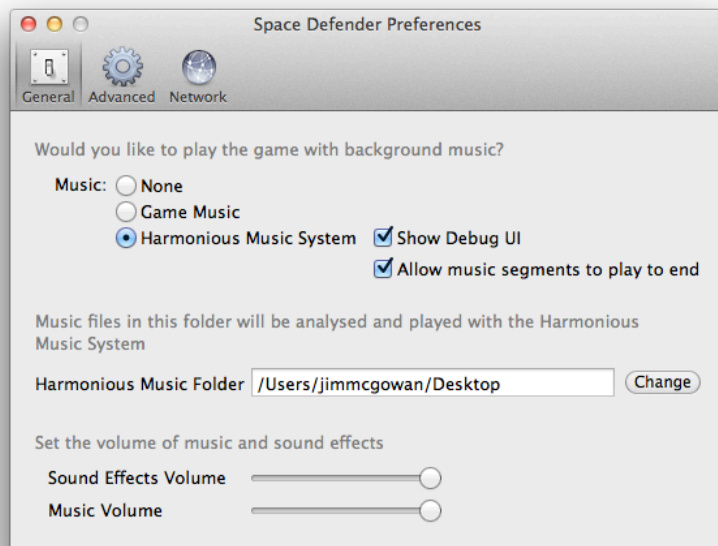 Space Defender Preferences
General Advanced Network
Would you like to play the game with background music?
Music: None
Game Music
Harmonious Music System Show Debug UI
Allow music segments to play to end
Music files in this folder will be analysed and played with the Harmonious
Music System
Harmonious Music Folder /Users/jimmcgowan/Desktop Change
Set the volume of music and sound effects
Sound Effects Volume
Music Volume